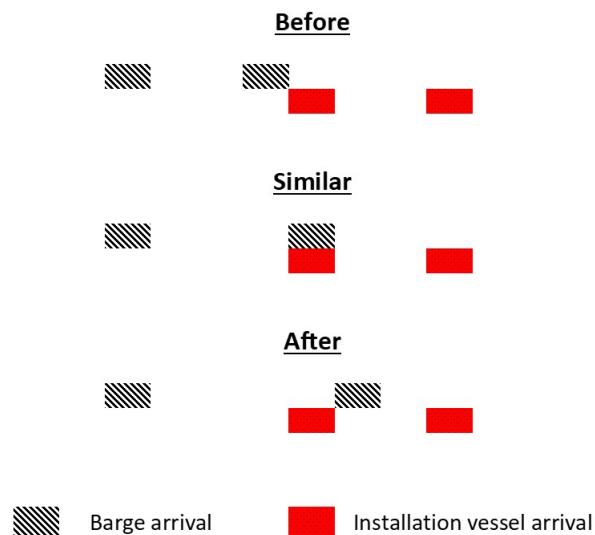 Before
Similar
After
Barge arrival
Installation vessel arrival